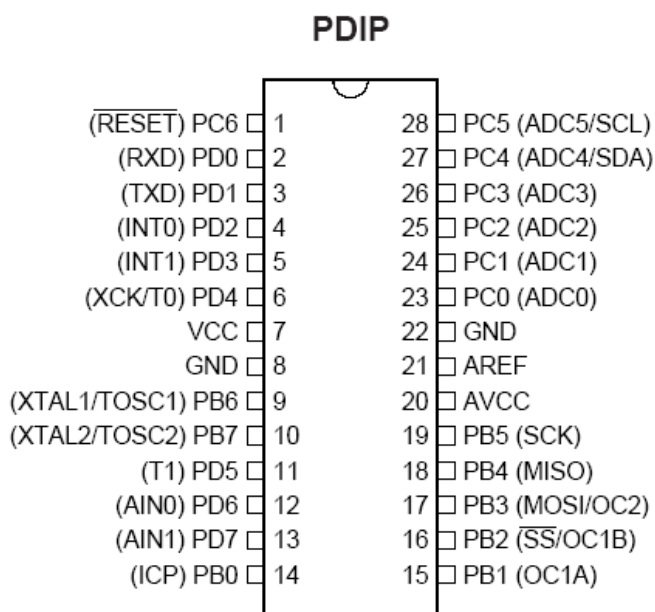 PDIP
(RESET) PC6 1 28 PC5 (ADC5/SCL)
(RXD) PD0 2 27 PC4 (ADC4/SDA)
(TXD) PD1 3 26 PC3 (ADC3)
(INT0) PD2 4 25 PC2 (ADC2)
(INT1) PD3 5 24 PC1 (ADC1)
(XCK/T0) PD4 6 23 PC0 (ADC0)
VCC 7 22 GND
GND 8 21 AREF
(XTAL1/TOSC1) PB6 9 20 AVCC
(XTAL2/TOSC2) PB7 10 19 PB5 (SCK)
(T1) PD5 11 18 PB4 (MISO)
(AIN0) PD6 12 17 PB3 (MOSI/OC2)
(AIN1) PD7 13 16 PB2 (SS/OC1B)
(ICP) PB0 14 15 PB1 (OC1A)